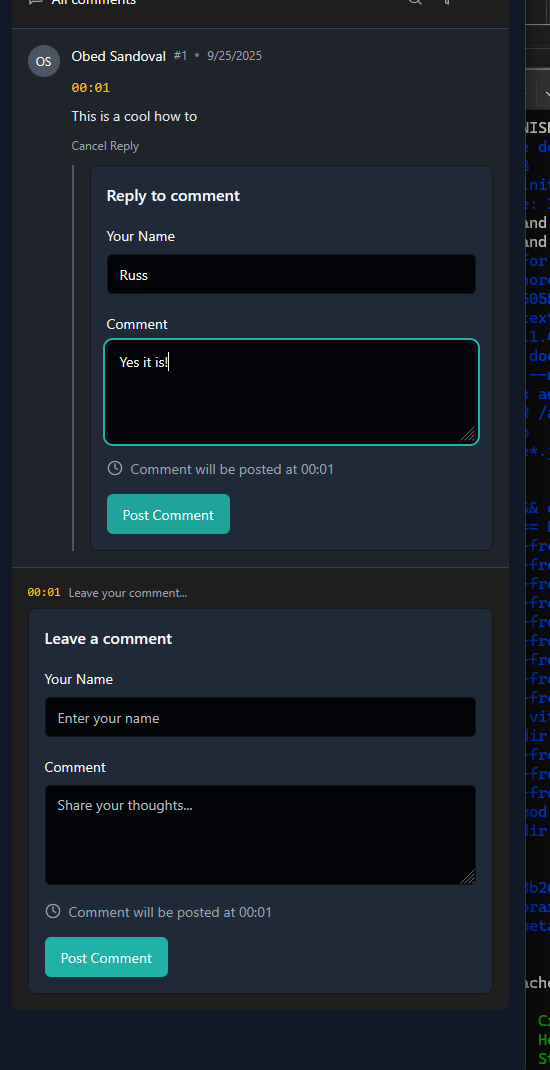 All comments
OS
Obed Sandoval #1 • 9/25/2025
00:01
This is a cool how to
Cancel Reply
Reply to comment
Your Name
Russ
Comment
Yes it is!
Comment will be posted at 00:01
Post Comment
00:01 Leave your comment...
Leave a comment
Your Name
Enter your name
Comment
Share your thoughts...
Comment will be posted at 00:01
Post Comment